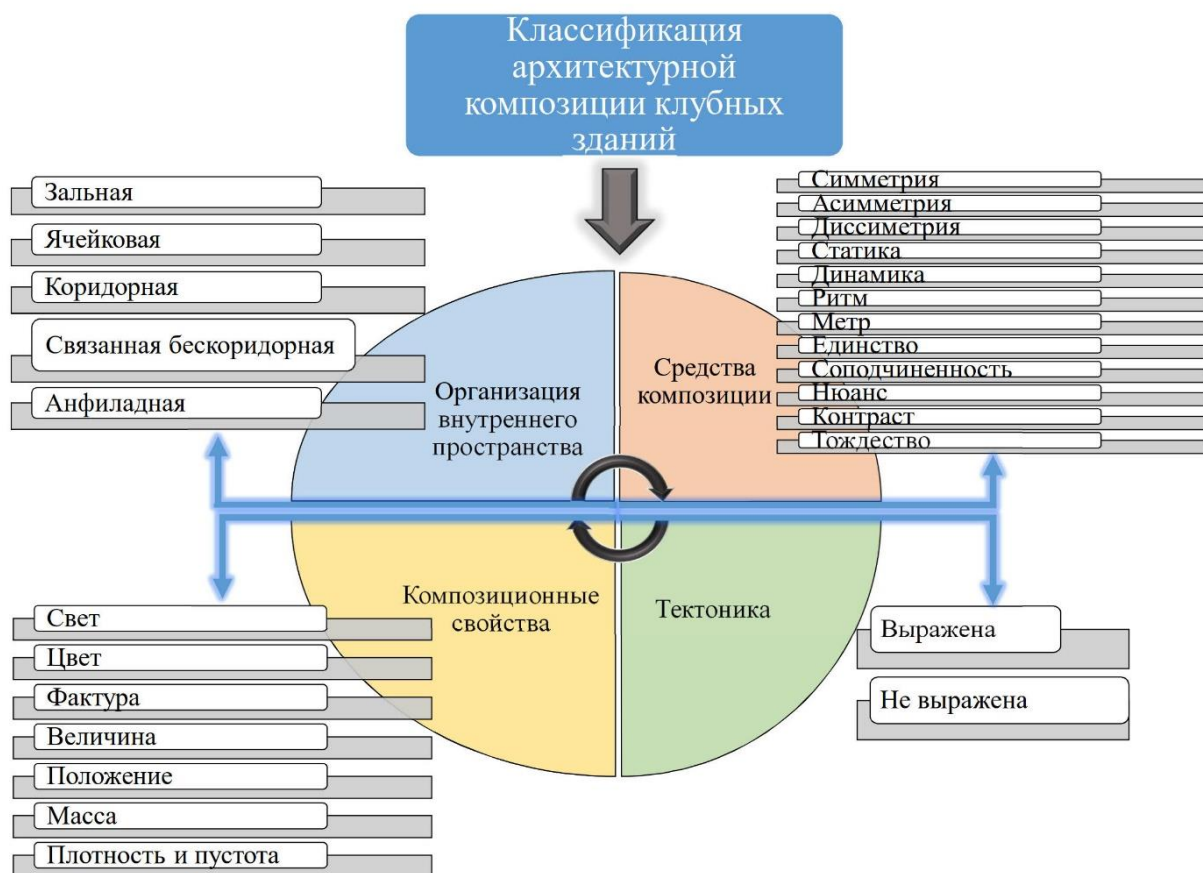 Классификация
архитектурной
композиции клубных
зданий
Зальная
Ячейковая
Коридорная
Связанная бескоридорная
Анфиладная
Симметрия
Асимметрия
Диссиметрия
Статика
Динамика
Ритм
Метр
Единство
Соподчиненность
Нюанс
Контраст
Тождество
Организация
внутреннего
пространства
Средства
композиции
Композиционные
свойства
Тектоника
Свет
Цвет
Фактура
Величина
Положение
Масса
Плотность и пустота
Выражена
Не выражена